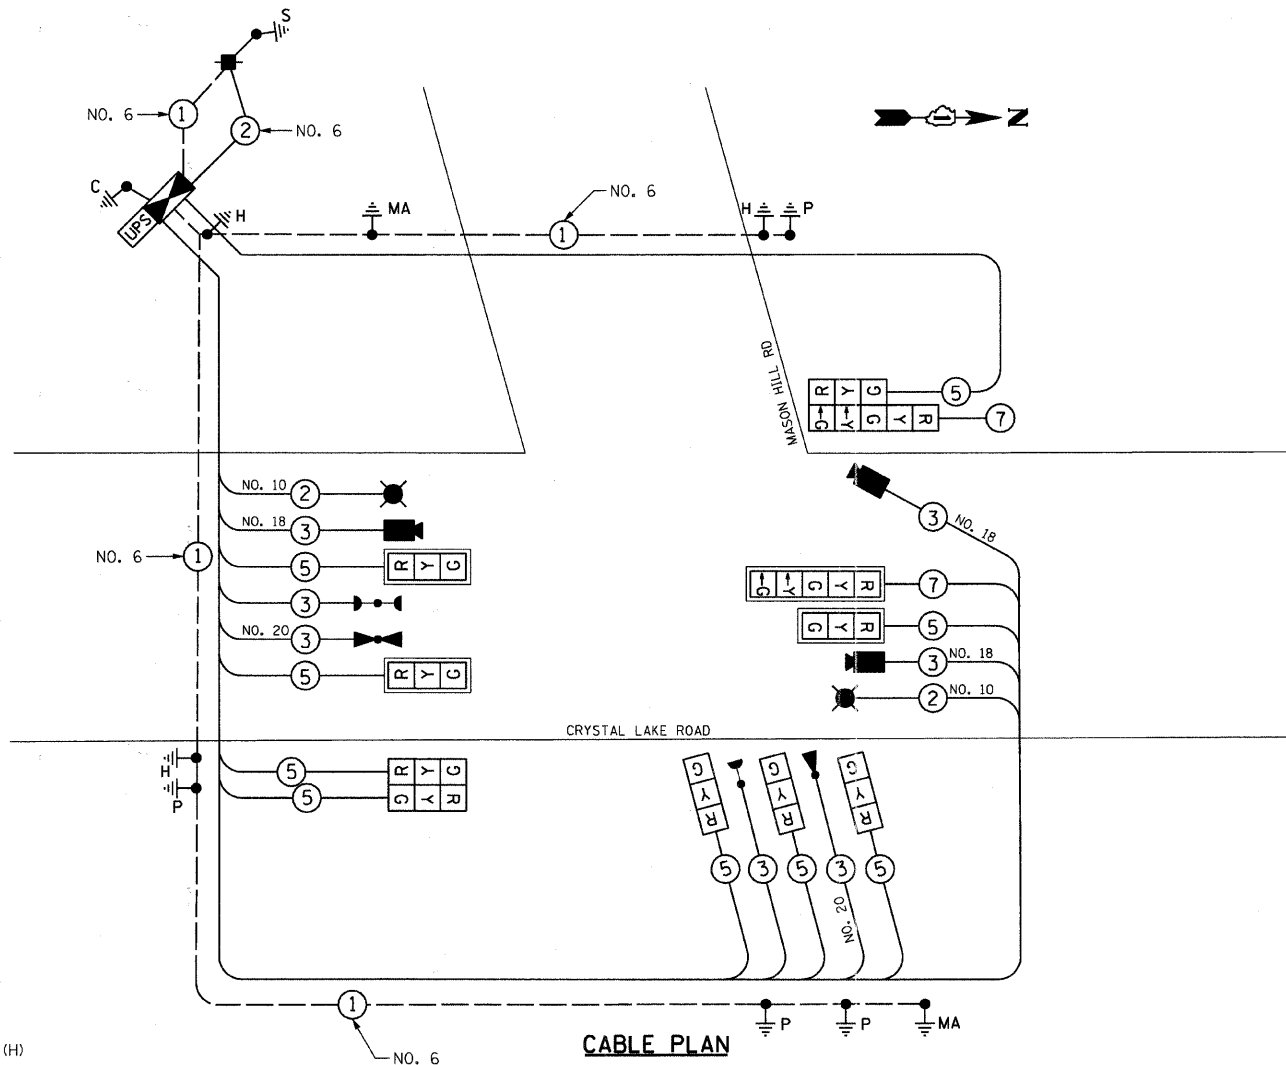 S
NO. 6 1
2 NO. 6
N
C
UPS
H
MA
1
NO. 6
H
P
MASON HILL RD
R Y G 5
G Y G Y R 7
NO. 10 2
NO. 18 3
5 R Y G
NO. 6 1
3
NO. 20 3
5 R Y G
3 NO. 18
G Y G Y R 7
G Y R 5
3 NO. 18
2 NO. 10
CRYSTAL LAKE ROAD
H
P
5 R Y G
5 G Y R
G Y R
G Y R
G Y R
5 3 5 3 5
NO. 20
1
NO. 6
P
P
MA
CABLE PLAN
(H)